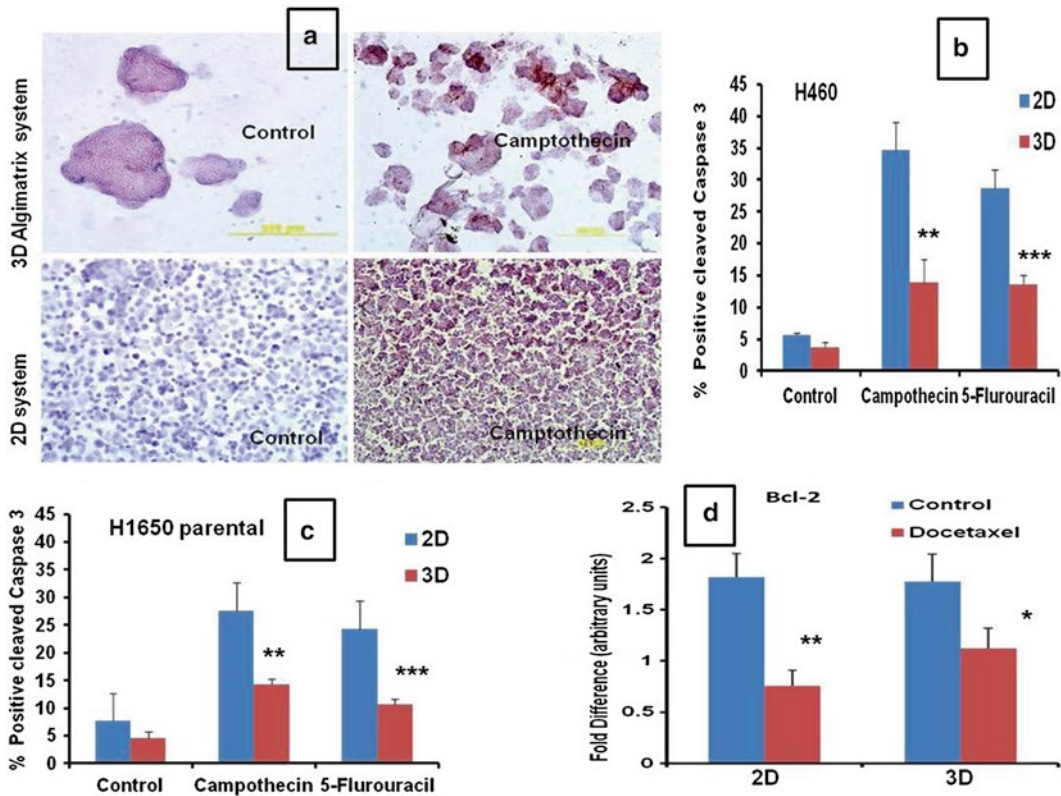 a
3D Algimatrix system
Control
Camptothecin
2D system
Control
Camptothecin
b
H460
2D
3D
% Positive cleaved Caspase 3
45
40
35
30
25
20
15
10
5
0
**
***
Control
Campothecin
5-Flurouracil
c
H1650 parental
2D
3D
% Positive cleaved Caspase 3
45
40
35
30
25
20
15
10
5
0
**
***
Control
Campothecin
5-Flurouracil
d
Bcl-2
Control
Docetaxel
Fold Difference (arbitrary units)
2.5
2
1.5
1
0.5
0
**
*
2D
3D